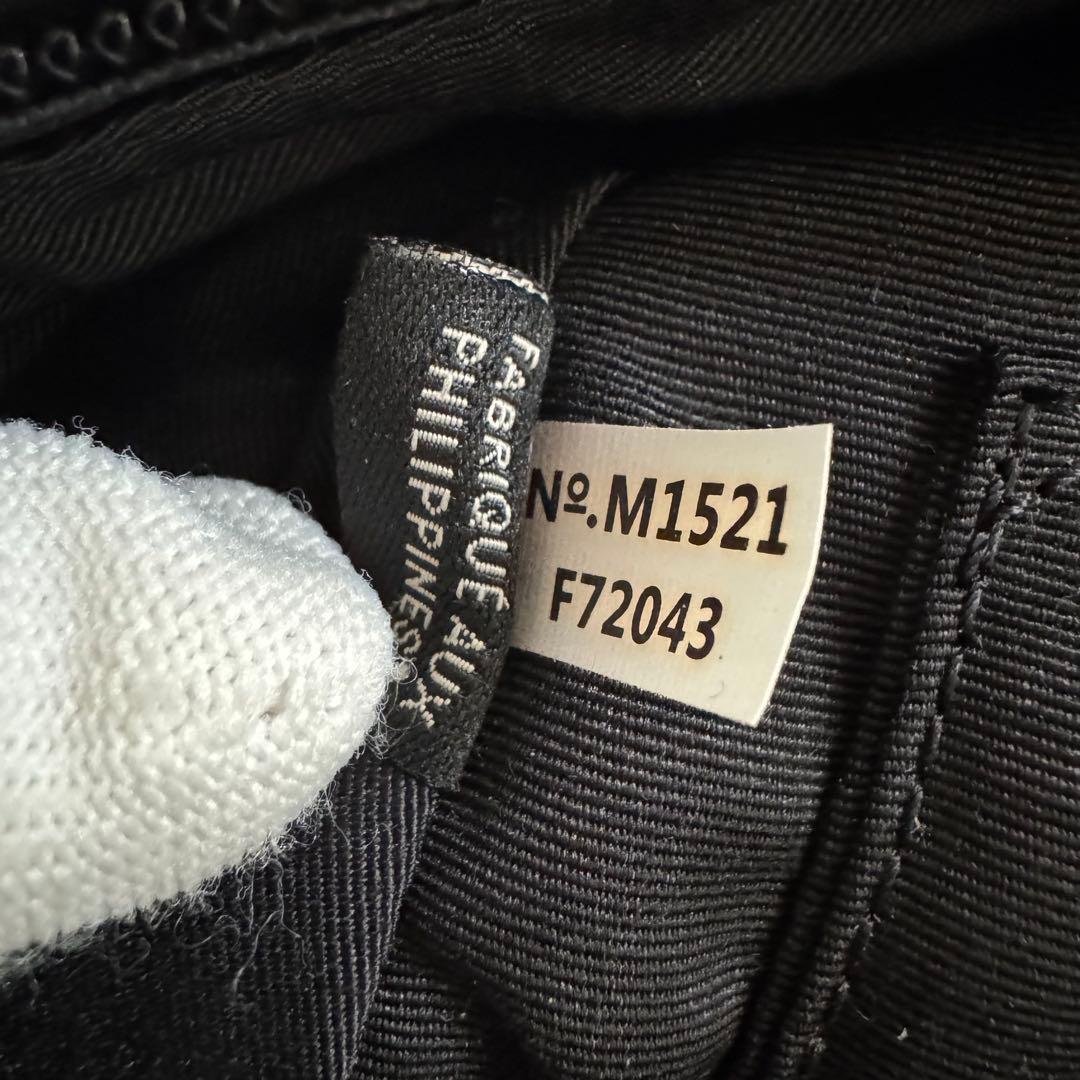 FABRIQUÉ AUX
PHILIPPINES
Nº.M1521
F72043